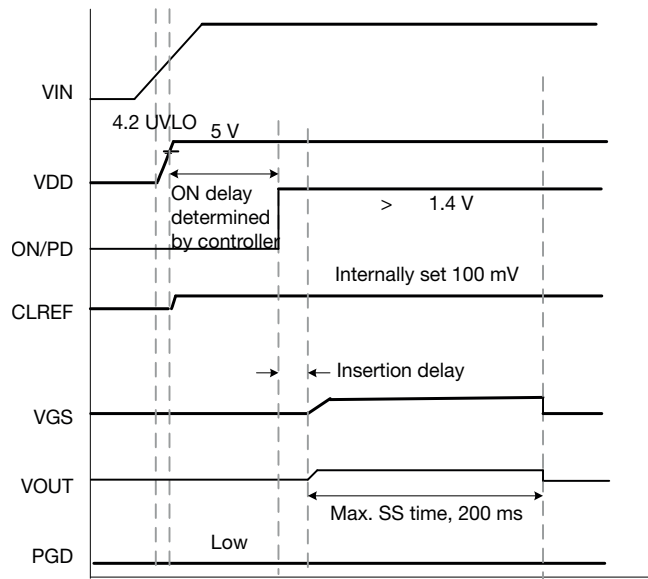 VIN
4.2 UVLO
5 V
VDD
ON delay
determined
by controller
> 1.4 V
ON/PD
Internally set 100 mV
CLREF
Insertion delay
VGS
VOUT
Max. SS time, 200 ms
Low
PGD